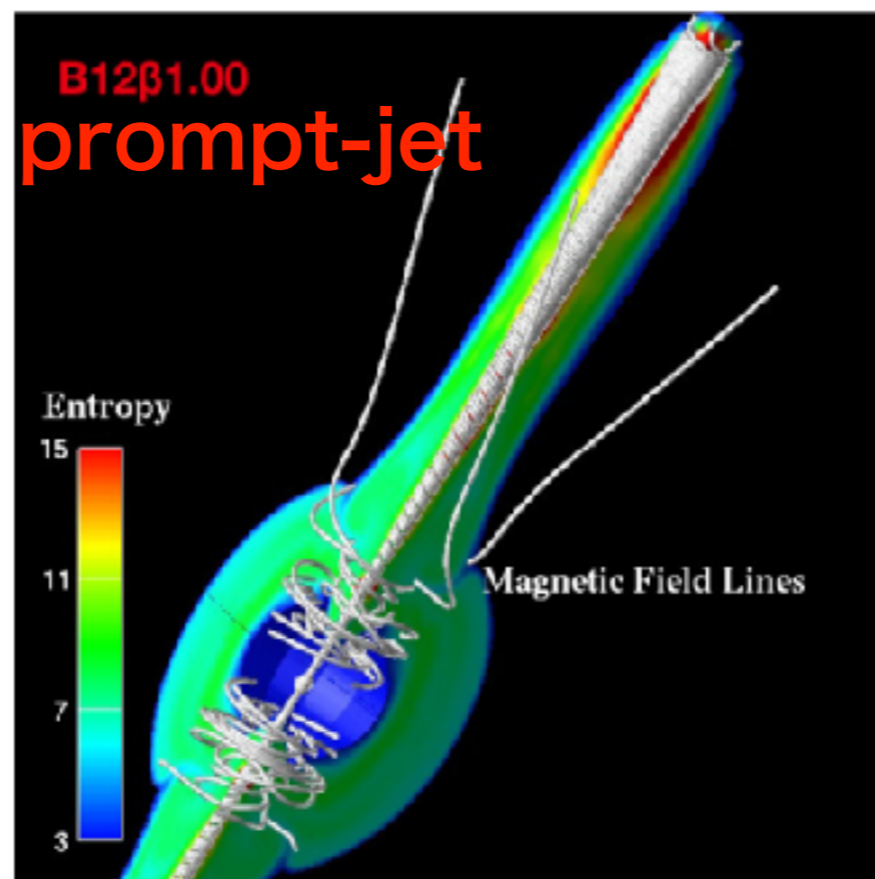 B12β1.00
prompt-jet
Entropy
15
11
Magnetic Field Lines
7
3